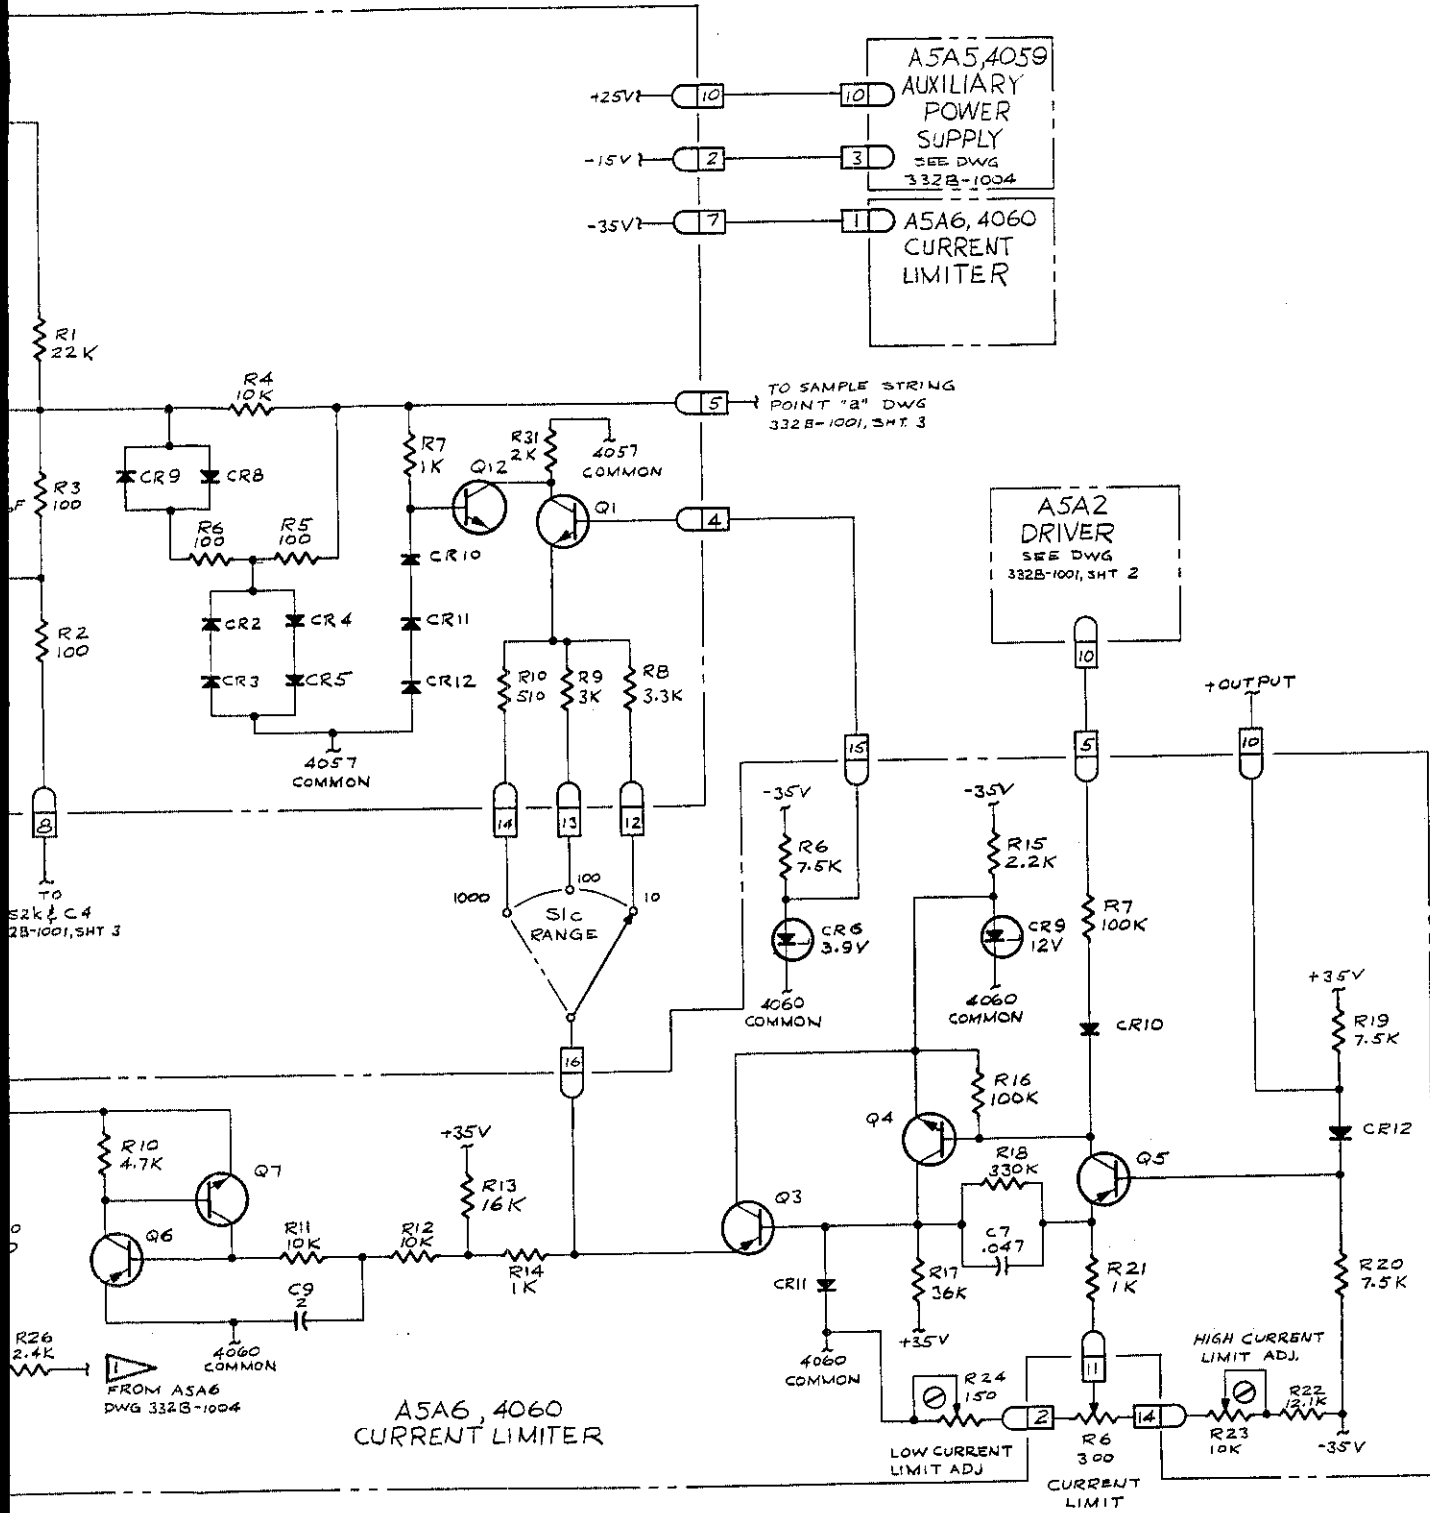 A5A5,4059
AUXILIARY
POWER
SUPPLY
SEE DWG
332B-1004
+25V
10
10
-15V
2
3
-35V
7
1
A5A6, 4060
CURRENT
LIMITER
R1
22K
R4
10K
5
TO SAMPLE STRING
POINT "a" DWG
332B-1001, SHT. 3
R7
1K
R31
2K
4057
COMMON
Q12
Q1
4
CR9
CR8
R3
100
F
R6
100
R5
100
CR10
A5A2
DRIVER
SEE DWG
332B-1001, SHT 2
10
CR2
CR4
CR11
R2
100
CR3
CR5
CR12
R10
510
R9
3K
R8
3.3K
4057
COMMON
+OUTPUT
15
5
10
8
14
13
12
-35V
-35V
R6
7.5K
R15
2.2K
TO
S2k & C4
2B-1001, SHT 3
1000
100
10
S1c
RANGE
R7
100K
CR6
3.9V
CR9
12V
4060
COMMON
4060
COMMON
+35V
CR10
R19
7.5K
16
R16
100K
R10
4.7K
+35V
Q4
CR12
Q7
R13
16K
R18
330K
Q5
Q3
Q6
R11
10K
R12
10K
C7
.047
R14
1K
CR11
R17
36K
R21
1K
R20
7.5K
C9
2
+35V
R26
2.4K
1
4060
COMMON
4060
COMMON
HIGH CURRENT
LIMIT ADJ.
FROM A5A6
DWG 332B-1004
11
R24
150
R22
12.1K
A5A6, 4060
CURRENT LIMITER
2
14
R6
300
R23
10K
-35V
LOW CURRENT
LIMIT ADJ
CURRENT
LIMIT